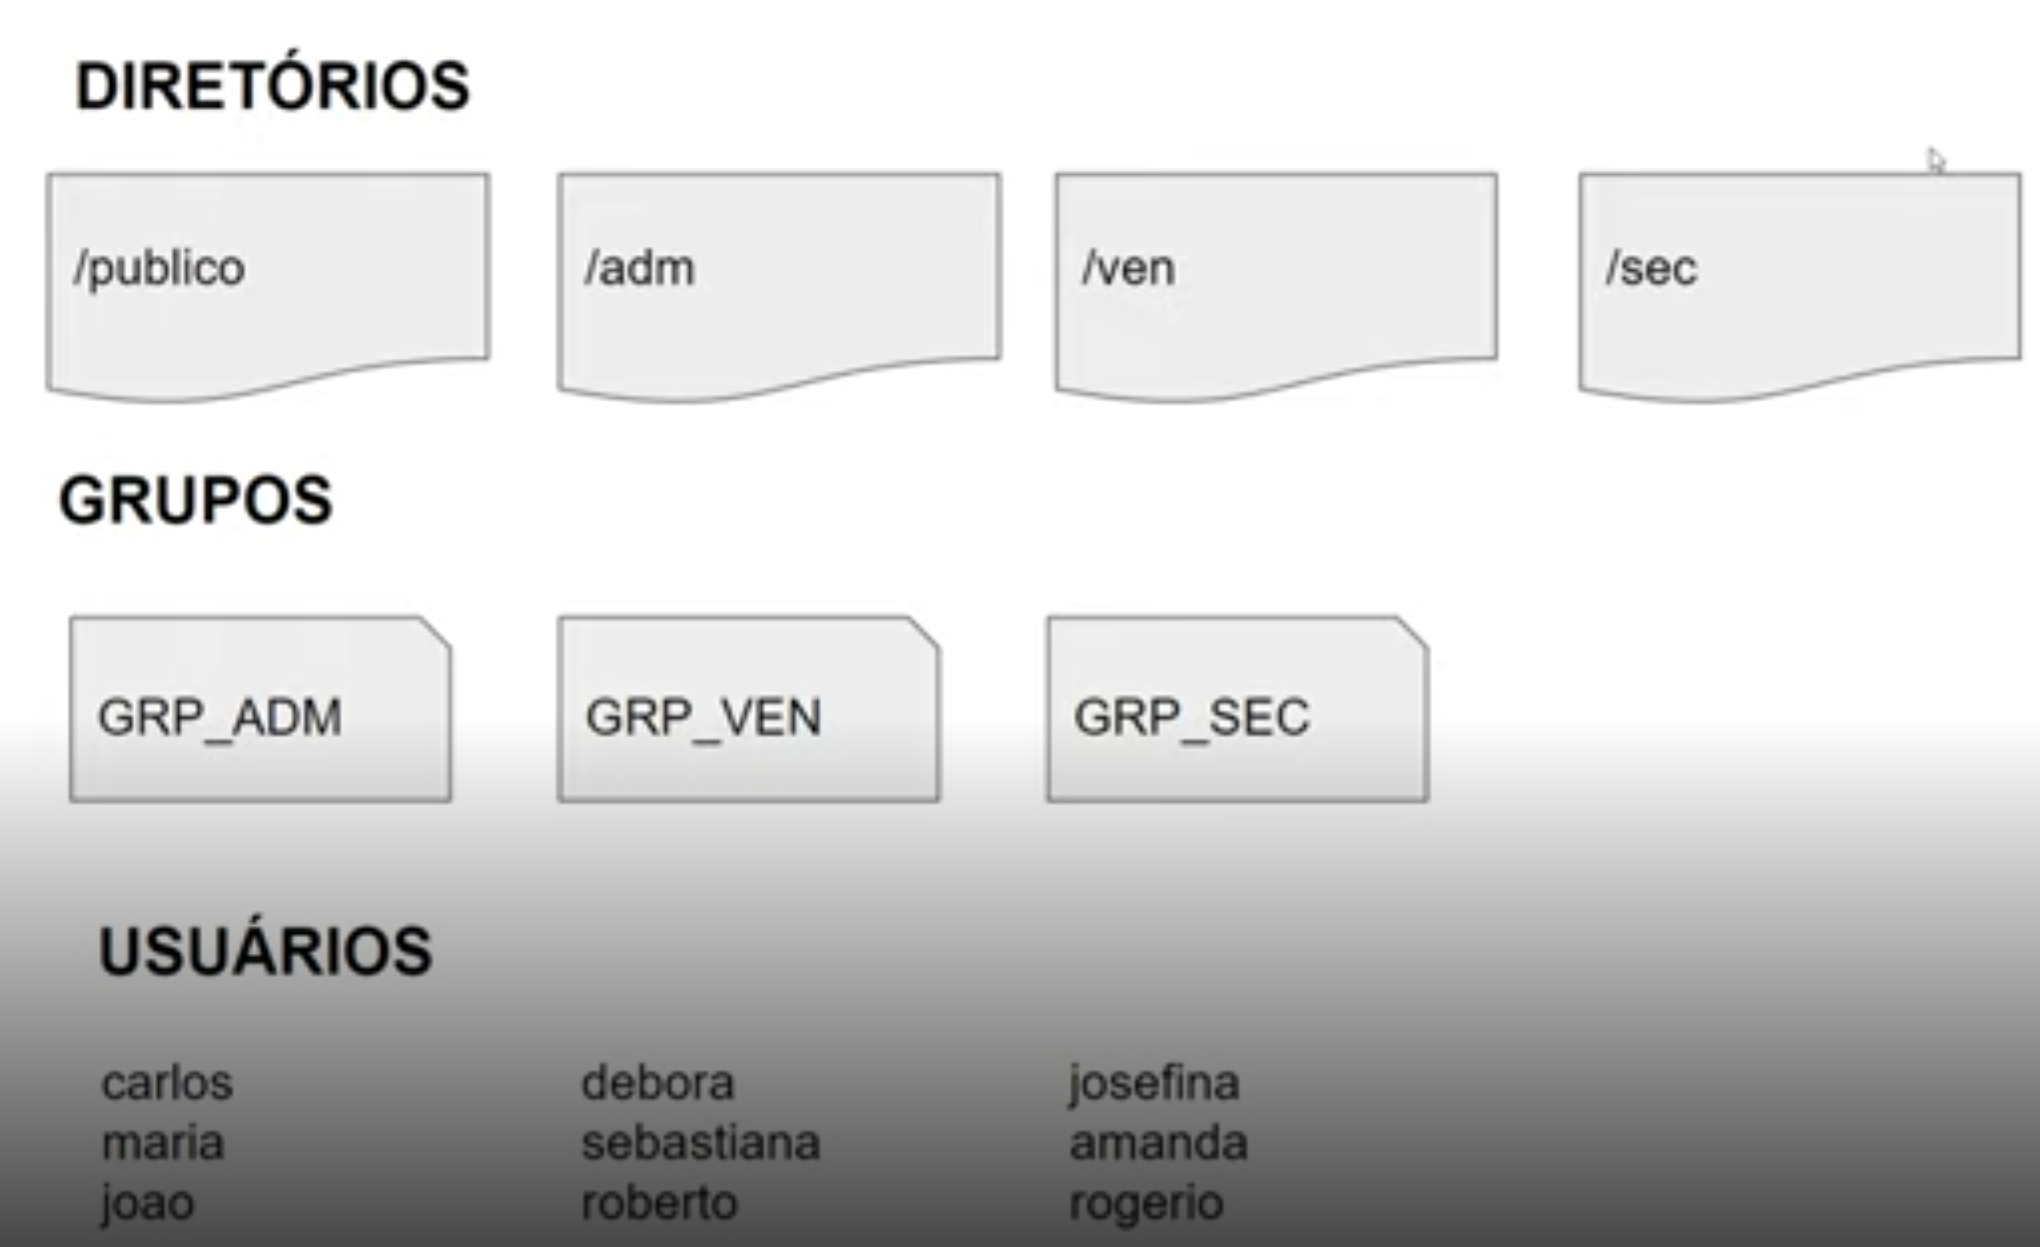 DIRETÓRIOS
/publico /adm /ven /sec
GRUPOS
GRP_ADM GRP_VEN GRP_SEC
USUÁRIOS
carlos debora josefina
maria sebastiana amanda
joao roberto rogerio